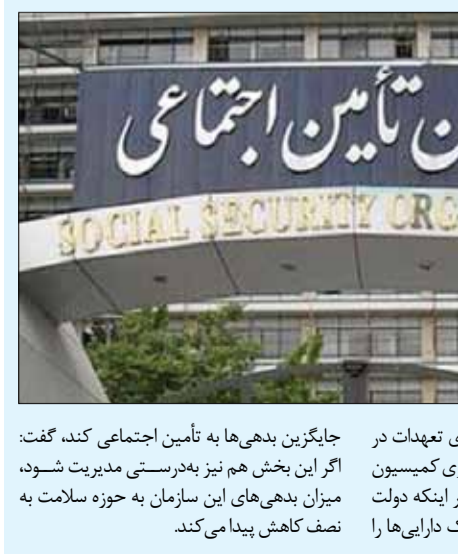 تأمین اجتماعی
SOCIAL SECURITY ORG
تعهدات در
کمیسیون
اینکه دولت
دارایی‌ها را
جایگزین بدهی‌ها به تأمین اجتماعی کند، گفت:
اگر این بخش هم نیز به‌درستی مدیریت شود،
میزان بدهی‌های این سازمان به حوزه سلامت به
نصف کاهش پیدا می‌کند.